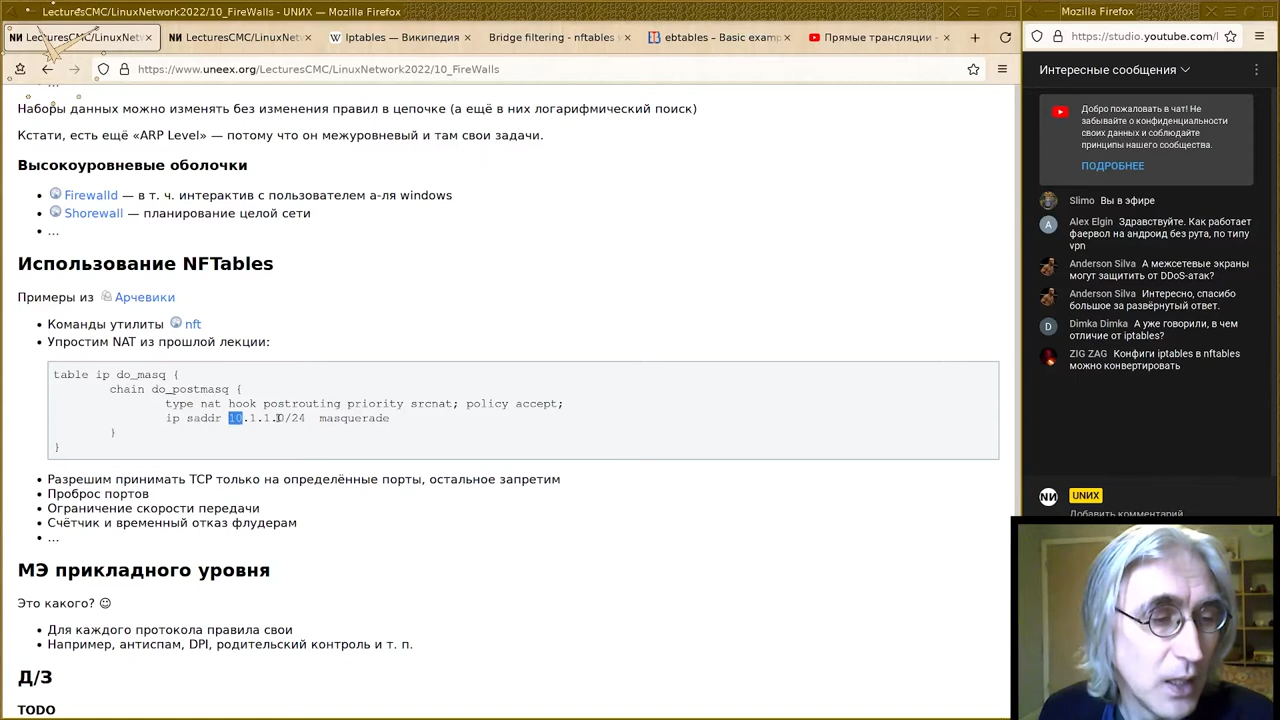 LecturesCMC/LinuxNetwork2022/10_FireWalls - UNИX — Mozilla Firefox
Mozilla Firefox
LecturesCMC/LinuxNetw
LecturesCMC/LinuxNet
Iptables — Википедия
Bridge filtering - nftables w
ebtables – Basic examp
Прямые трансляции -
https://www.uneex.org/LecturesCMC/LinuxNetwork2022/10_FireWalls
https://studio.youtube.com/l
Наборы данных можно изменять без изменения правил в цепочке (а ещё в них логарифмический поиск)
Кстати, есть ещё «ARP Level» — потому что он межуровневый и там свои задачи.
Высокоуровневые оболочки
Firewalld — в т. ч. интерактив с пользователем а-ля windows
Shorewall — планирование целой сети
…
Использование NFTables
Примеры из Арчевики
Команды утилиты nft
Упростим NAT из прошлой лекции:
table ip do_masq {
chain do_postmasq {
type nat hook postrouting priority srcnat; policy accept;
ip saddr 10.1.1.0/24 masquerade
}
}
Разрешим принимать TCP только на определённые порты, остальное запретим
Проброс портов
Ограничение скорости передачи
Счётчик и временный отказ флудерам
…
МЭ прикладного уровня
Это какого? ☺
Для каждого протокола правила свои
Например, антиспам, DPI, родительский контроль и т. п.
Д/З
TODO
Интересные сообщения
Добро пожаловать в чат! Не
забывайте о конфиденциальности
своих данных и соблюдайте
принципы нашего сообщества.
ПОДРОБНЕЕ
Slimo Вы в эфире
A
Alex Elgin Здравствуйте. Как работает
фаервол на андроид без рута, по типу
vpn
Anderson Silva А межсетевые экраны
могут защитить от DDoS-атак?
Anderson Silva Интересно, спасибо
большое за развёрнутый ответ.
D
Dimka Dimka А уже говорили, в чем
отличие от iptables?
ZIG ZAG Конфиги iptables в nftables
можно конвертировать
NИ
UNИX
Добавить комментарий